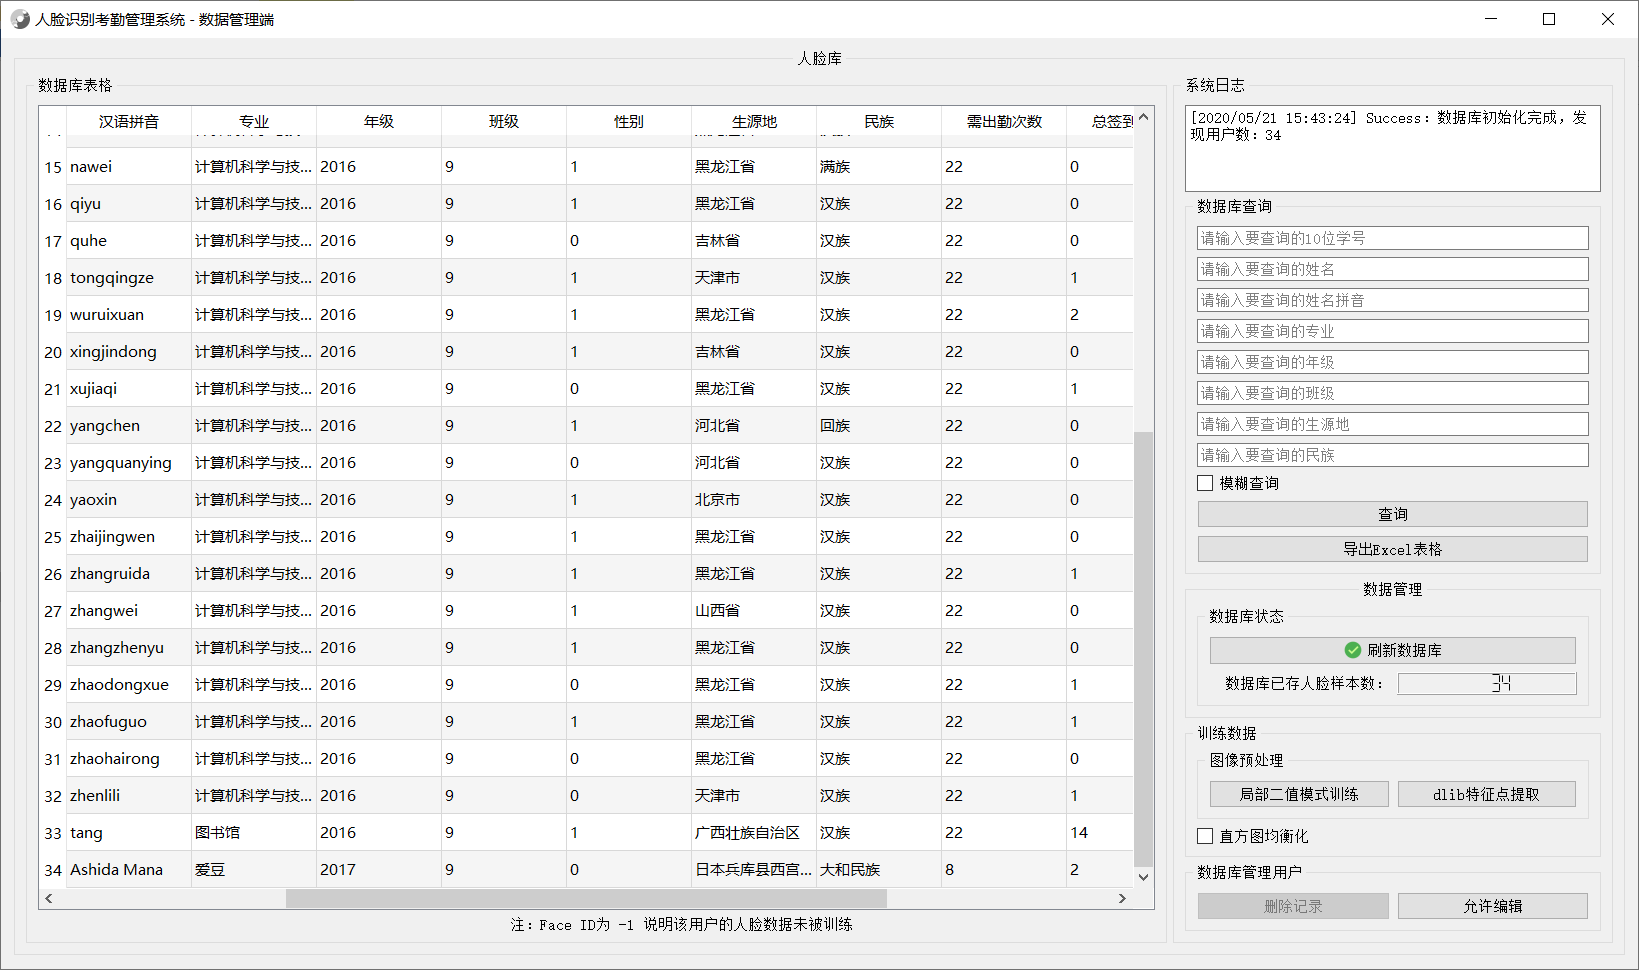 人脸识别考勤管理系统 - 数据管理端
人脸库
数据库表格
汉语拼音 专业 年级 班级 性别 生源地 民族 需出勤次数 总签到
15 nawei 计算机科学与技... 2016 9 1 黑龙江省 满族 22 0
16 qiyu 计算机科学与技... 2016 9 1 黑龙江省 汉族 22 0
17 quhe 计算机科学与技... 2016 9 0 吉林省 汉族 22 0
18 tongqingze 计算机科学与技... 2016 9 1 天津市 汉族 22 1
19 wuruixuan 计算机科学与技... 2016 9 1 黑龙江省 汉族 22 2
20 xingjindong 计算机科学与技... 2016 9 1 吉林省 汉族 22 0
21 xujiaqi 计算机科学与技... 2016 9 0 黑龙江省 汉族 22 1
22 yangchen 计算机科学与技... 2016 9 1 河北省 回族 22 0
23 yangquanying 计算机科学与技... 2016 9 0 河北省 汉族 22 0
24 yaoxin 计算机科学与技... 2016 9 1 北京市 汉族 22 0
25 zhaijingwen 计算机科学与技... 2016 9 1 黑龙江省 汉族 22 0
26 zhangruida 计算机科学与技... 2016 9 1 黑龙江省 汉族 22 1
27 zhangwei 计算机科学与技... 2016 9 1 山西省 汉族 22 0
28 zhangzhenyu 计算机科学与技... 2016 9 1 黑龙江省 汉族 22 0
29 zhaodongxue 计算机科学与技... 2016 9 0 黑龙江省 汉族 22 1
30 zhaofuguo 计算机科学与技... 2016 9 1 黑龙江省 汉族 22 1
31 zhaohairong 计算机科学与技... 2016 9 0 黑龙江省 汉族 22 0
32 zhenlili 计算机科学与技... 2016 9 0 天津市 汉族 22 1
33 tang 图书馆 2016 9 1 广西壮族自治区 汉族 22 14
34 Ashida Mana 爱豆 2017 9 0 日本兵库县西宫... 大和民族 8 2
注：Face ID为 -1 说明该用户的人脸数据未被训练
系统日志
[2020/05/21 15:43:24] Success：数据库初始化完成，发
现用户数：34
数据库查询
请输入要查询的10位学号
请输入要查询的姓名
请输入要查询的姓名拼音
请输入要查询的专业
请输入要查询的年级
请输入要查询的班级
请输入要查询的生源地
请输入要查询的民族
模糊查询
查询
导出Excel表格
数据管理
数据库状态
刷新数据库
数据库已存人脸样本数： 34
训练数据
图像预处理
局部二值模式训练 dlib特征点提取
直方图均衡化
数据库管理用户
删除记录 允许编辑